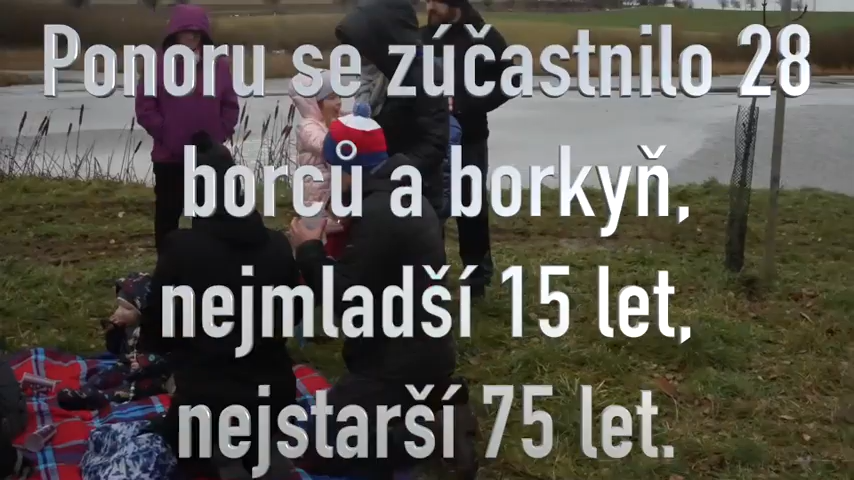 Ponoru se zúčastnilo 28
borců a borkyň,
nejmladší 15 let,
nejstarší 75 let.